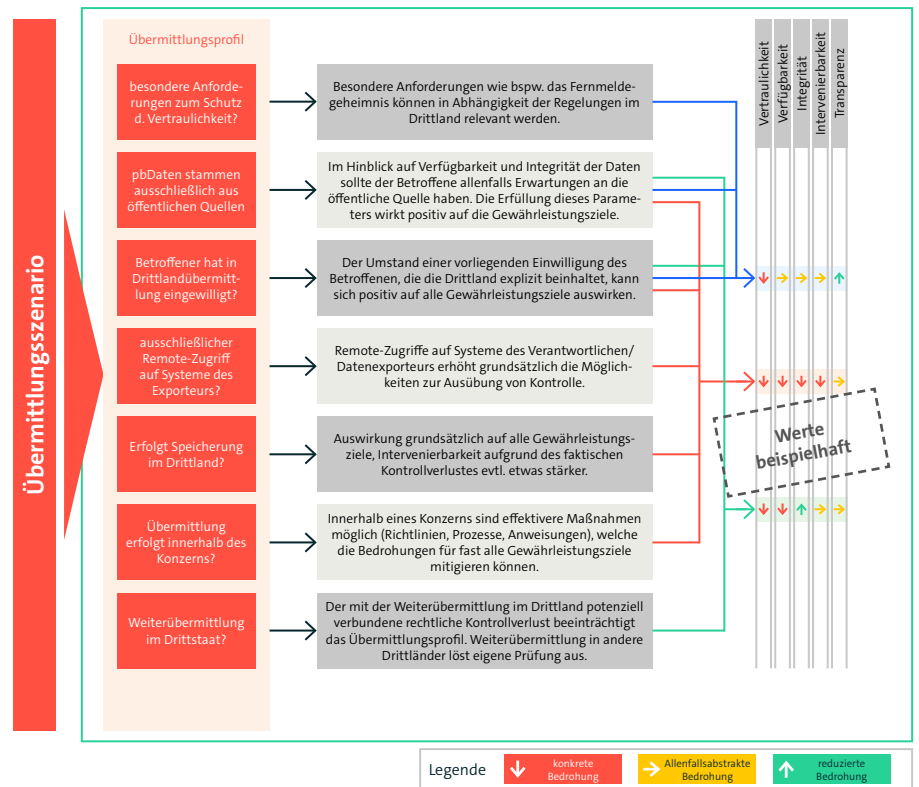 Übermittlungsszenario
Übermittlungsprofil
Vertraulichkeit
Verfügbarkeit
Integrität
Intervenierbarkeit
Transparenz
besondere Anforde-
rungen zum Schutz
d. Vertraulichkeit?
Besondere Anforderungen wie bspw. das Fernmelde-
geheimnis können in Abhängigkeit der Regelungen im
Drittland relevant werden.
pbDaten stammen
ausschließlich aus
öffentlichen Quellen
Im Hinblick auf Verfügbarkeit und Integrität der Daten
sollte der Betroffene allenfalls Erwartungen an die
öffentliche Quelle haben. Die Erfüllung dieses Parame-
ters wirkt positiv auf die Gewährleistungsziele.
Betroffener hat in
Drittlandübermitt-
lung eingewilligt?
Der Umstand einer vorliegenden Einwilligung des
Betroffenen, die die Drittland explizit beinhaltet, kann
sich positiv auf alle Gewährleistungsziele auswirken.
ausschließlicher
Remote-Zugriff
auf Systeme des
Exporteurs?
Remote-Zugriffe auf Systeme des Verantwortlichen/
Datenexporteurs erhöht grundsätzlich die Möglich-
keiten zur Ausübung von Kontrolle.
Erfolgt Speicherung
im Drittland?
Auswirkung grundsätzlich auf alle Gewährleistungs-
ziele, Intervenierbarkeit aufgrund des faktischen
Kontrollverlustes evtl. etwas stärker.
Übermittlung
erfolgt innerhalb des
Konzerns?
Innerhalb eines Konzerns sind effektivere Maßnahmen
möglich (Richtlinien, Prozesse, Anweisungen), welche
die Bedrohungen für fast alle Gewährleistungsziele
mitigieren können.
Weiterübermittlung
im Drittstaat?
Der mit der Weiterübermittlung im Drittland potenziell
verbundene rechtliche Kontrollverlust beeinträchtigt
das Übermittlungsprofil. Weiterübermittlung in andere
Drittländer löst eigene Prüfung aus.
Werte
beispielhaft
Legende
konkrete
Bedrohung
Allenfallsabstrakte
Bedrohung
reduzierte
Bedrohung